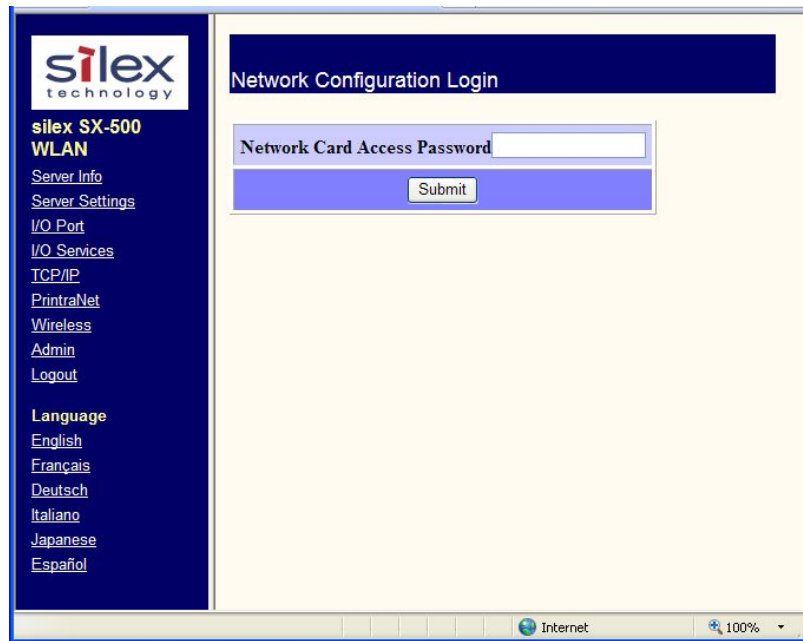 silex
technology
silex SX-500
WLAN
Server Info
Server Settings
I/O Port
I/O Services
TCP/IP
PrintraNet
Wireless
Admin
Logout
Language
English
Français
Deutsch
Italiano
Japanese
Español
Network Configuration Login
Network Card Access Password
Submit
Internet
100%